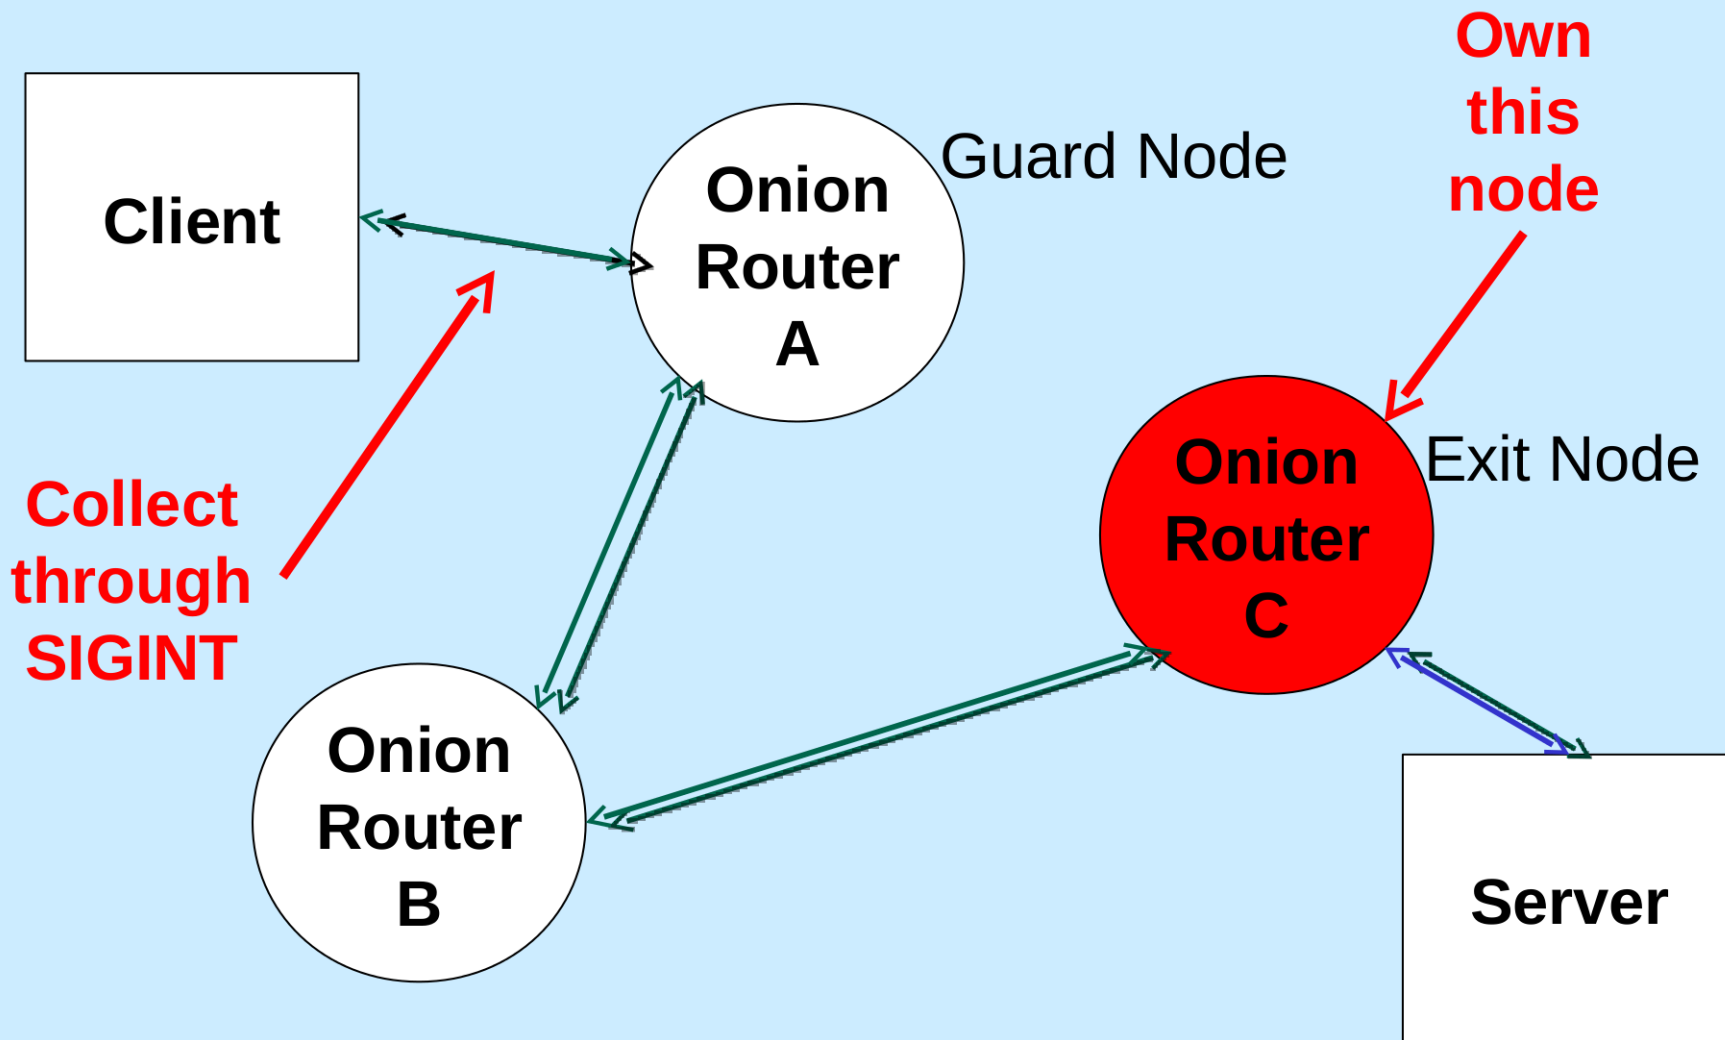 Client
Onion
Router
A
Guard Node
Own
this
node
Collect
through
SIGINT
Onion
Router
C
Exit Node
Onion
Router
B
Server